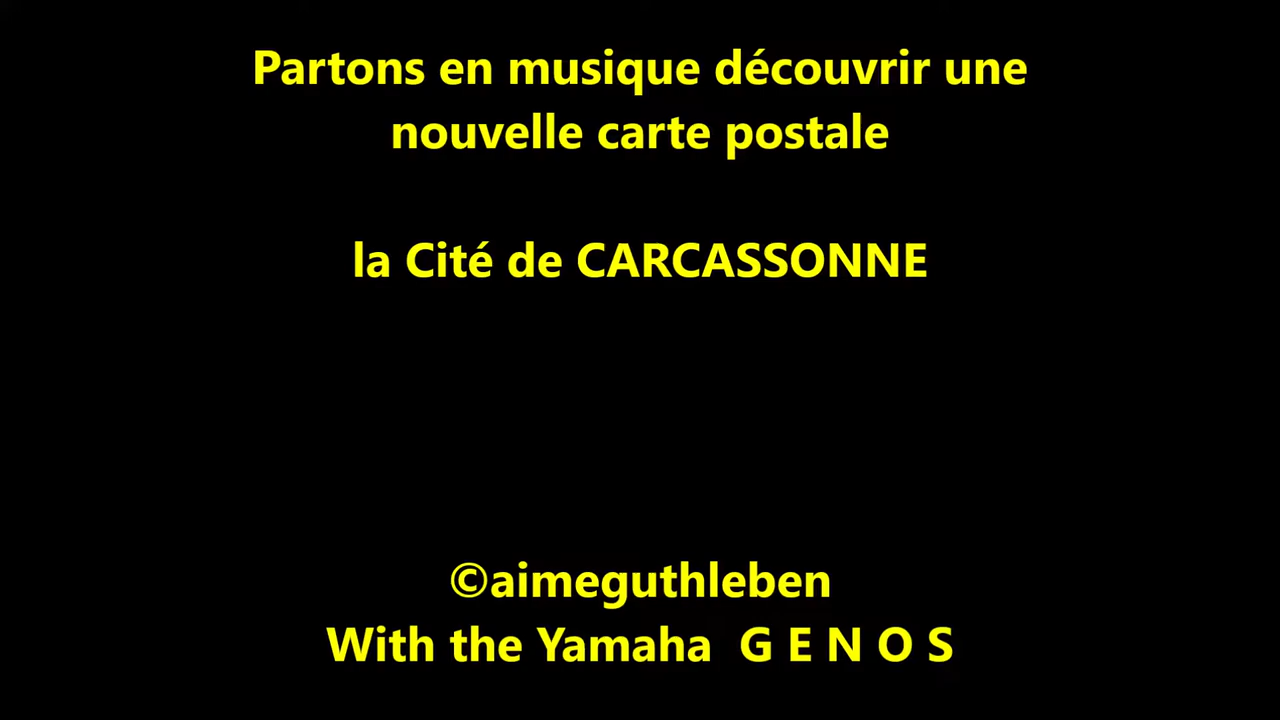 Partons en musique découvrir une
nouvelle carte postale
la Cité de CARCASSONNE
©aimeguthleben
With the Yamaha  G E N O S